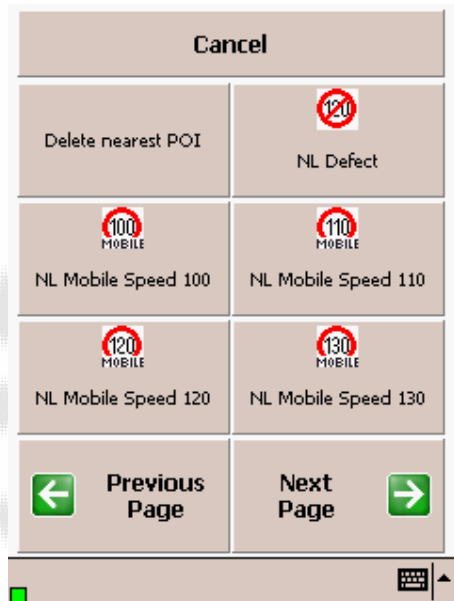 Cancel
Delete nearest POI
120
NL Defect
100
MOBILE
NL Mobile Speed 100
110
MOBILE
NL Mobile Speed 110
120
MOBILE
NL Mobile Speed 120
130
MOBILE
NL Mobile Speed 130
Previous
Page
Next
Page